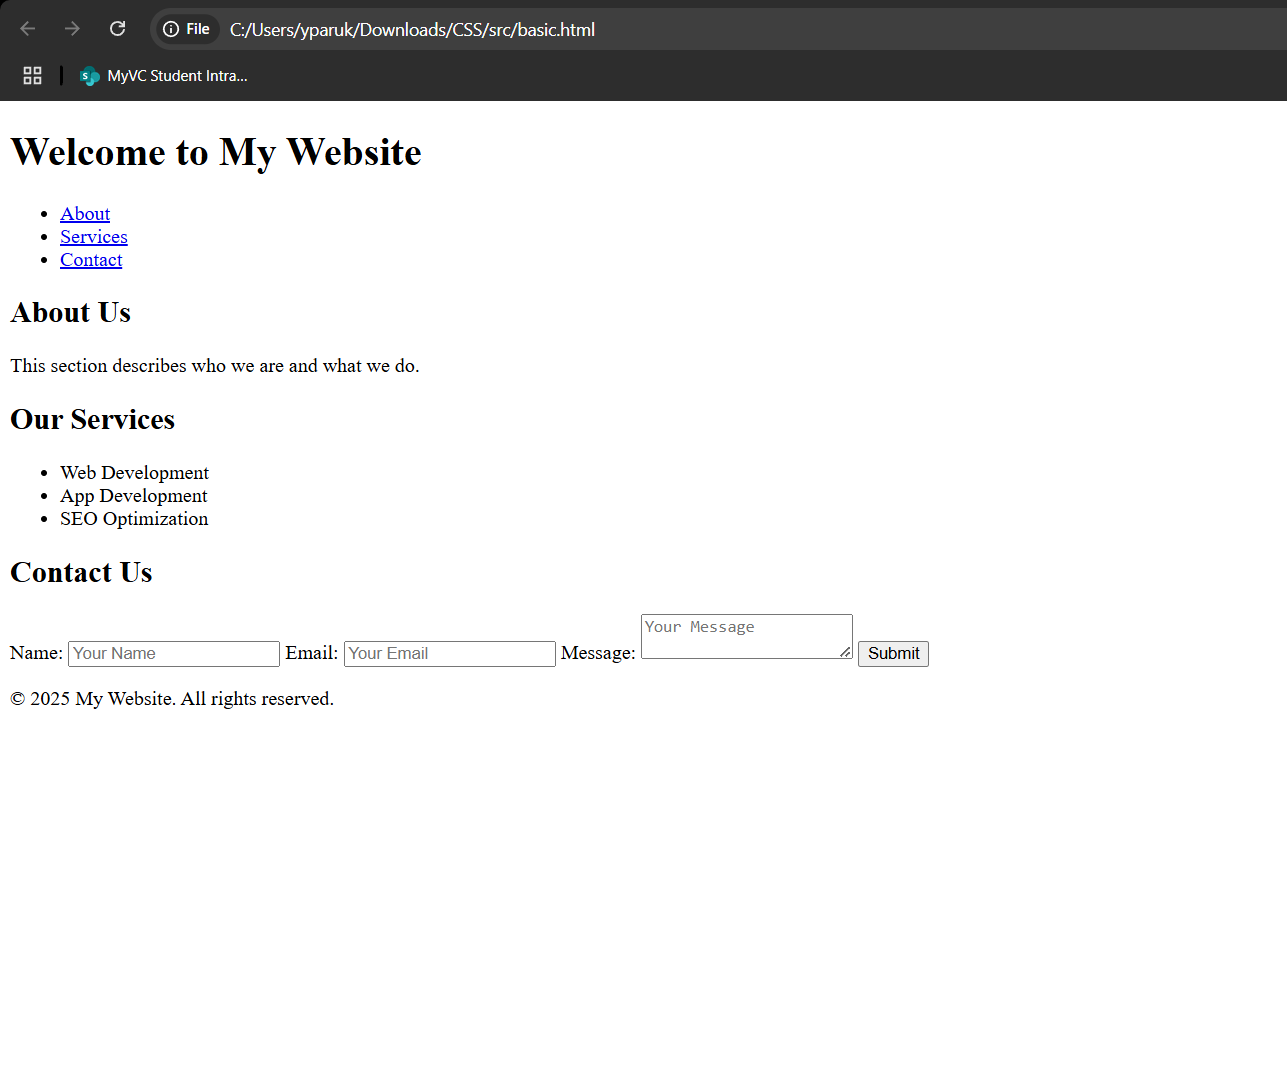 File C:/Users/yparuk/Downloads/CSS/src/basic.html
MyVC Student Intra...
Welcome to My Website
About
Services
Contact
About Us
This section describes who we are and what we do.
Our Services
Web Development
App Development
SEO Optimization
Contact Us
Name: Your Name Email: Your Email Message: Your Message Submit
© 2025 My Website. All rights reserved.